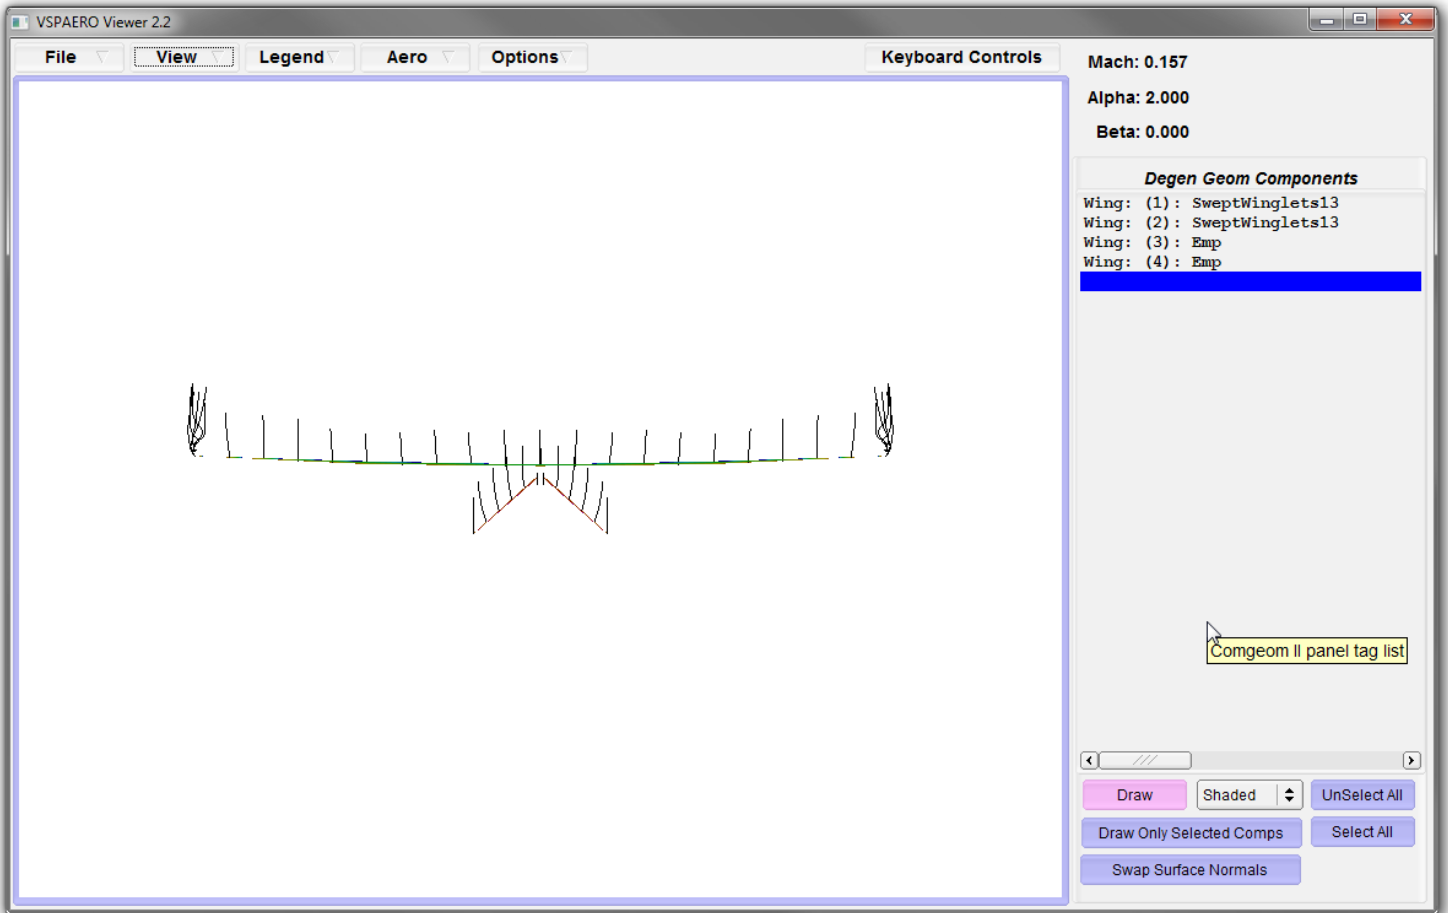 VSPAERO Viewer 2.2
File View Legend Aero Options Keyboard Controls
Mach: 0.157
Alpha: 2.000
Beta: 0.000
Degen Geom Components
Wing: (1): SweptWinglets13
Wing: (2): SweptWinglets13
Wing: (3): Emp
Wing: (4): Emp
Comgeom ll panel tag list
Draw Shaded UnSelect All
Draw Only Selected Comps Select All
Swap Surface Normals